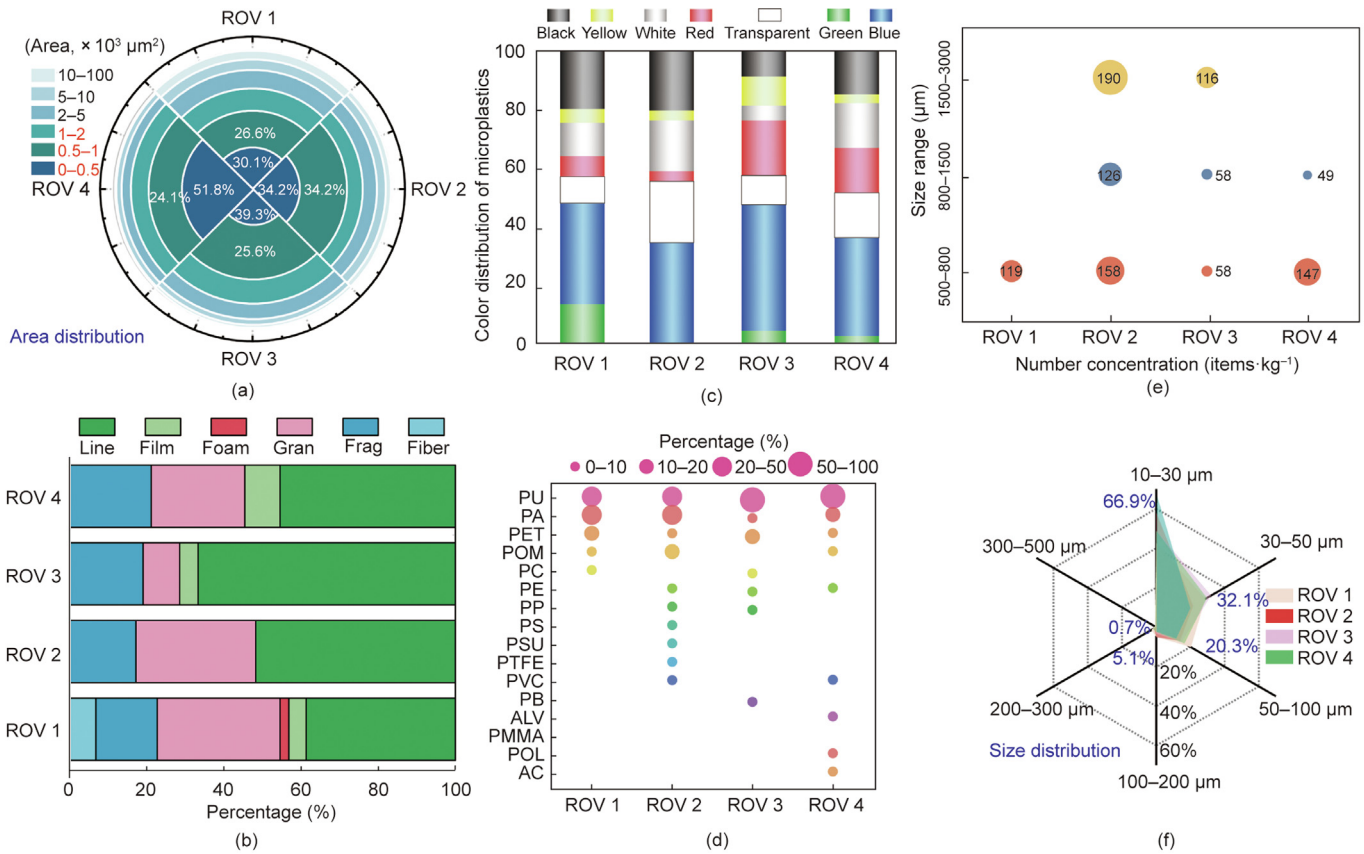 ROV 1
(Area, × 10³ μm²)
10–100
5–10
2–5
1–2
0.5–1
0–0.5
ROV 4
ROV 2
26.6%
30.1%
24.1%
51.8%
34.2%
34.2%
39.3%
25.6%
Area distribution
ROV 3
(a)
Black Yellow White Red Transparent Green Blue
Color distribution of microplastics
100
80
60
40
20
0
ROV 1 ROV 2 ROV 3 ROV 4
(c)
Size range (μm)
1500–3000
800–1500
500–800
190
116
126
58
49
119
158
58
147
ROV 1 ROV 2 ROV 3 ROV 4
Number concentration (items·kg⁻¹)
(e)
Line Film Foam Gran Frag Fiber
ROV 4
ROV 3
ROV 2
ROV 1
0 20 40 60 80 100
Percentage (%)
(b)
Percentage (%)
0–10 10–20 20–50 50–100
PU
PA
PET
POM
PC
PE
PP
PS
PSU
PTFE
PVC
PB
ALV
PMMA
POL
AC
ROV 1 ROV 2 ROV 3 ROV 4
(d)
10–30 μm
66.9%
300–500 μm
30–50 μm
32.1%
ROV 1
ROV 2
ROV 3
ROV 4
0.7%
20.3%
5.1%
20%
40%
60%
200–300 μm
50–100 μm
Size distribution
100–200 μm
(f)